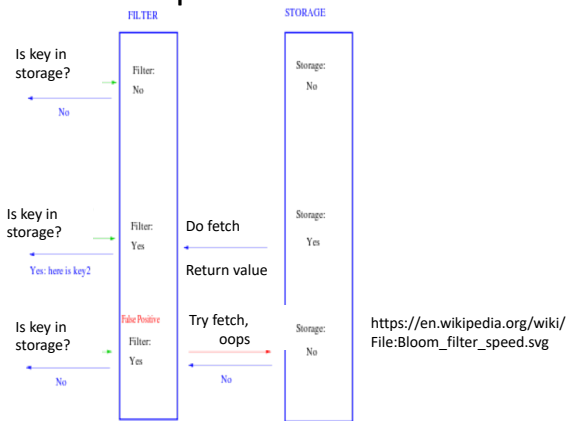 FILTER
STORAGE
Is key in
storage?
Filter:
No
Storage:
No
No
Is key in
storage?
Filter:
Yes
Do fetch
Return value
Storage:
Yes
Yes: here is key2
False Positive
Is key in
storage?
Filter:
Yes
Try fetch,
oops
Storage:
No
No
No
https://en.wikipedia.org/wiki/
File:Bloom_filter_speed.svg